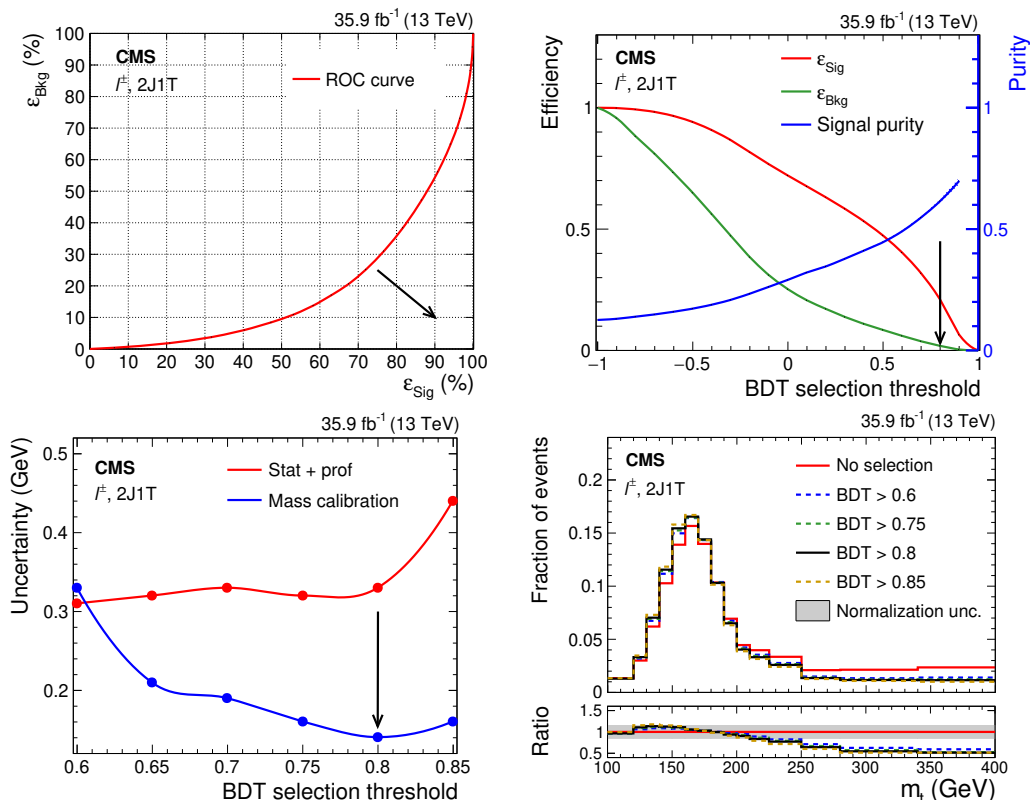 35.9 fb⁻¹ (13 TeV)
CMS
l±, 2J1T
ROC curve
ε_Bkg (%)
100
90
80
70
60
50
40
30
20
10
0
0 10 20 30 40 50 60 70 80 90 100
ε_Sig (%)
35.9 fb⁻¹ (13 TeV)
CMS
l±, 2J1T
ε_Sig
ε_Bkg
Signal purity
Efficiency
Purity
1
0.5
0
1
0.5
0
−1 −0.5 0 0.5 1
BDT selection threshold
35.9 fb⁻¹ (13 TeV)
CMS
l±, 2J1T
Stat + prof
Mass calibration
Uncertainty (GeV)
0.5
0.4
0.3
0.2
0.6 0.65 0.7 0.75 0.8 0.85
BDT selection threshold
35.9 fb⁻¹ (13 TeV)
CMS
l±, 2J1T
No selection
BDT > 0.6
BDT > 0.75
BDT > 0.8
BDT > 0.85
Normalization unc.
Fraction of events
0.2
0.15
0.1
0.05
0
Ratio
1.5
1.0
0.5
100 150 200 250 300 350 400
m_t (GeV)